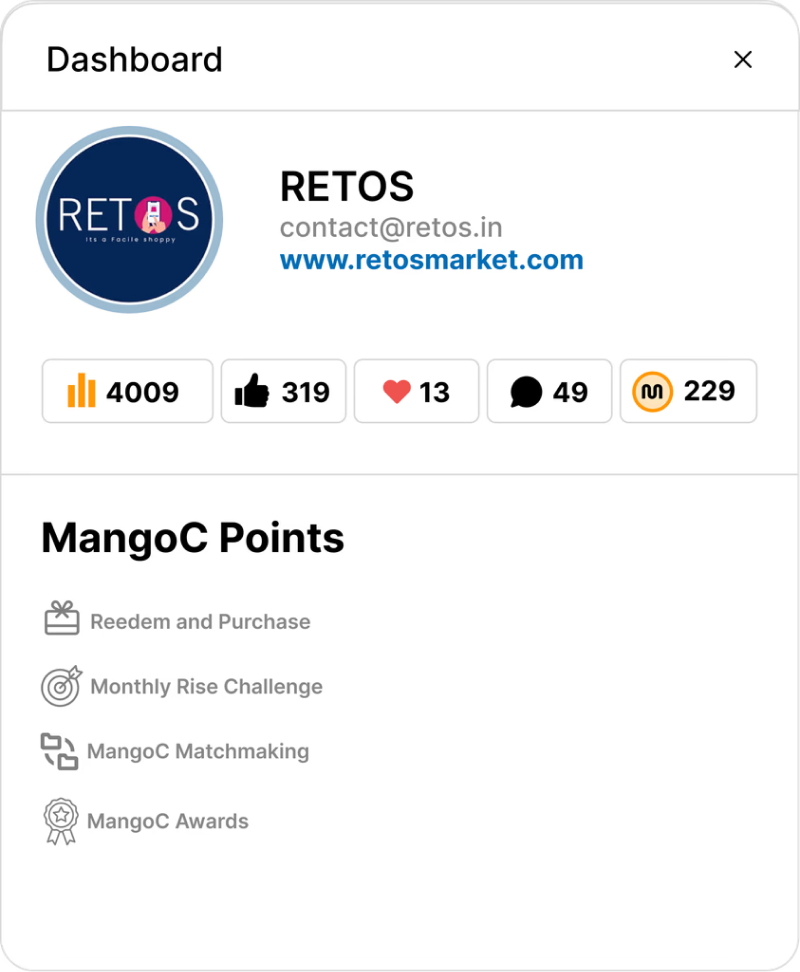 Dashboard
RETOS
Its a Facile shoppy
RETOS
contact@retos.in
www.retosmarket.com
4009 319 13 49 229
MangoC Points
Reedem and Purchase
Monthly Rise Challenge
MangoC Matchmaking
MangoC Awards